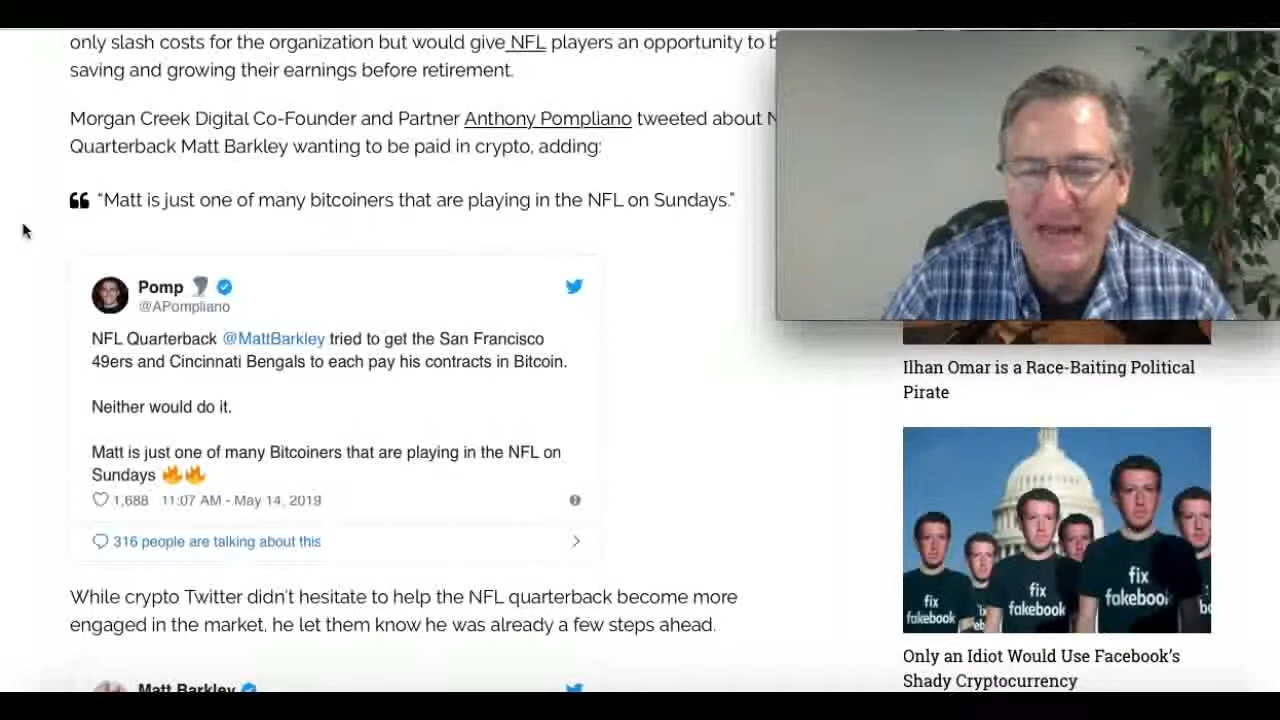 only slash costs for the organization but would give NFL players an opportunity to
saving and growing their earnings before retirement.
Morgan Creek Digital Co-Founder and Partner Anthony Pompliano tweeted about
Quarterback Matt Barkley wanting to be paid in crypto, adding:
“Matt is just one of many bitcoiners that are playing in the NFL on Sundays.”
Pomp
@APompliano
NFL Quarterback @MattBarkley tried to get the San Francisco
49ers and Cincinnati Bengals to each pay his contracts in Bitcoin.
Neither would do it.
Matt is just one of many Bitcoiners that are playing in the NFL on
Sundays 🔥🔥
1,688 11:07 AM - May 14, 2019
316 people are talking about this
While crypto Twitter didn't hesitate to help the NFL quarterback become more
engaged in the market, he let them know he was already a few steps ahead.
Matt Barkley
Ilhan Omar is a Race-Baiting Political
Pirate
fix
fakebook
fix
fakebook
fix
fakebook
Only an Idiot Would Use Facebook's
Shady Cryptocurrency